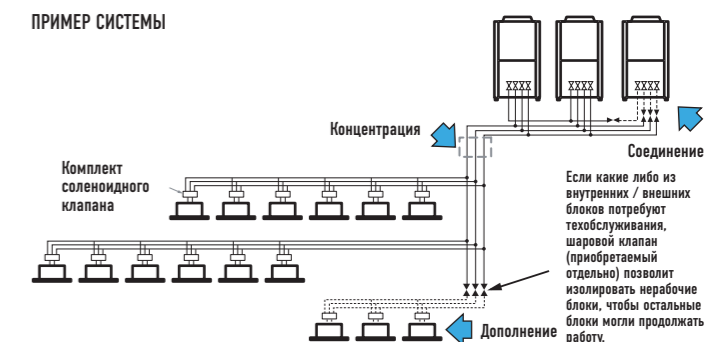 ПРИМЕР СИСТЕМЫ
Концентрация
Соединение
Комплект
соленоидного
клапана
Если какие либо из
внутренних / внешних
блоков потребуют
техобслуживания,
шаровой клапан
(приобретаемый
отдельно) позволит
изолировать нерабочие
блоки, чтобы остальные
блоки могли продолжать
работу.
Дополнение